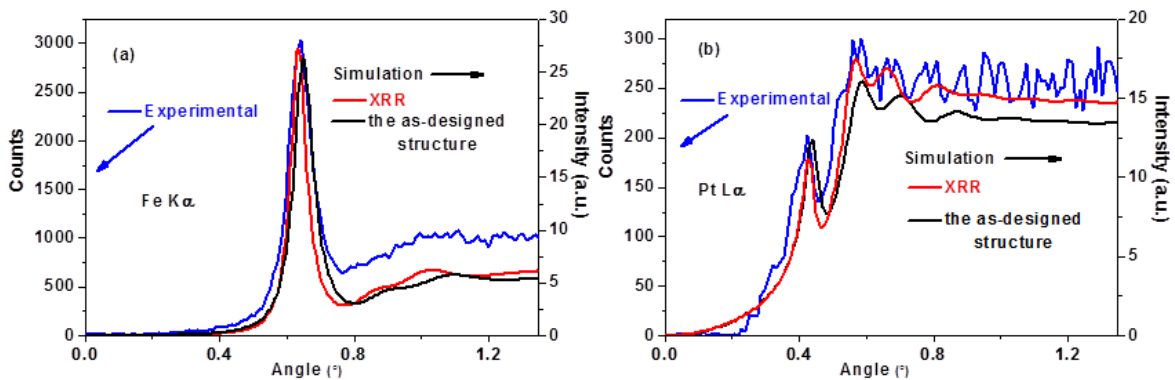 (a)
3000
2500
2000
1500
1000
500
0
Counts
30
25
20
15
10
5
0
Intensity (a.u.)
Simulation
Experimental
XRR
the as-designed
structure
Fe Kα
0.0 0.4 0.8 1.2
Angle (°)
(b)
300
250
200
150
100
50
0
Counts
20
15
10
5
0
Intensity (a.u.)
Experimental
Simulation
Pt Lα
XRR
the as-designed
structure
0.0 0.4 0.8 1.2
Angle (°)